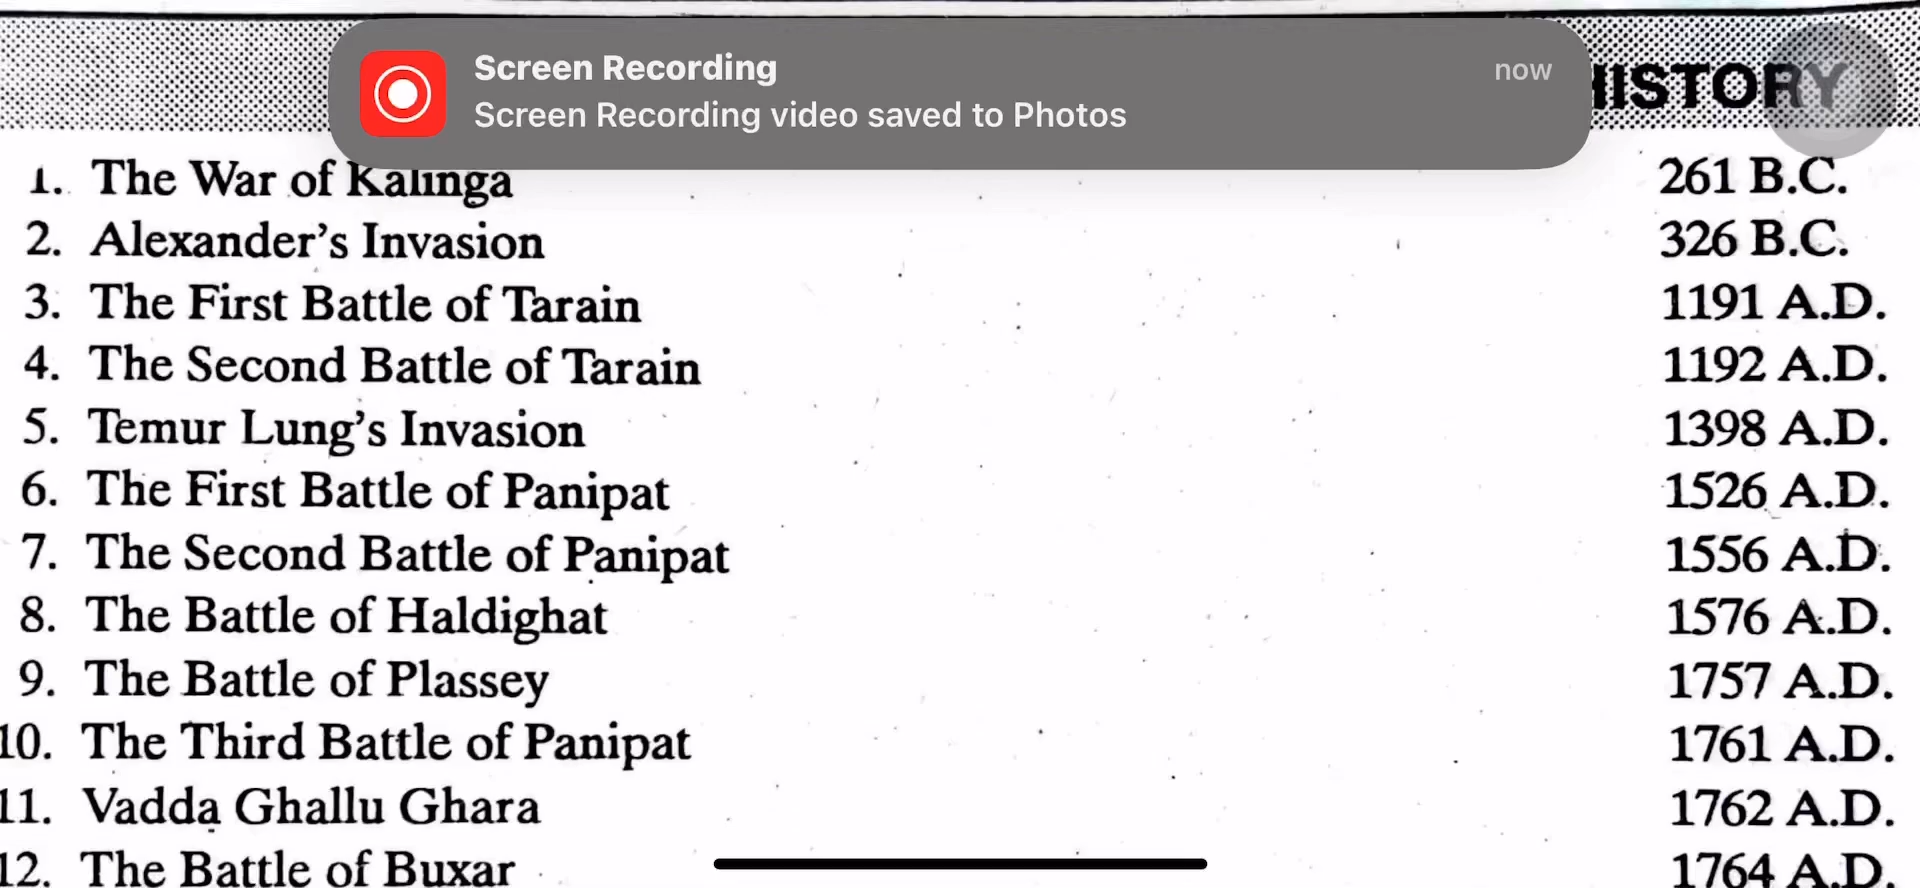 Screen Recording now
Screen Recording video saved to Photos
HISTORY
1. The War of Kalinga 261 B.C.
2. Alexander’s Invasion 326 B.C.
3. The First Battle of Tarain 1191 A.D.
4. The Second Battle of Tarain 1192 A.D.
5. Temur Lung’s Invasion 1398 A.D.
6. The First Battle of Panipat 1526 A.D.
7. The Second Battle of Panipat 1556 A.D.
8. The Battle of Haldighat 1576 A.D.
9. The Battle of Plassey 1757 A.D.
10. The Third Battle of Panipat 1761 A.D.
11. Vadda Ghallu Ghara 1762 A.D.
12. The Battle of Buxar 1764 A.D.